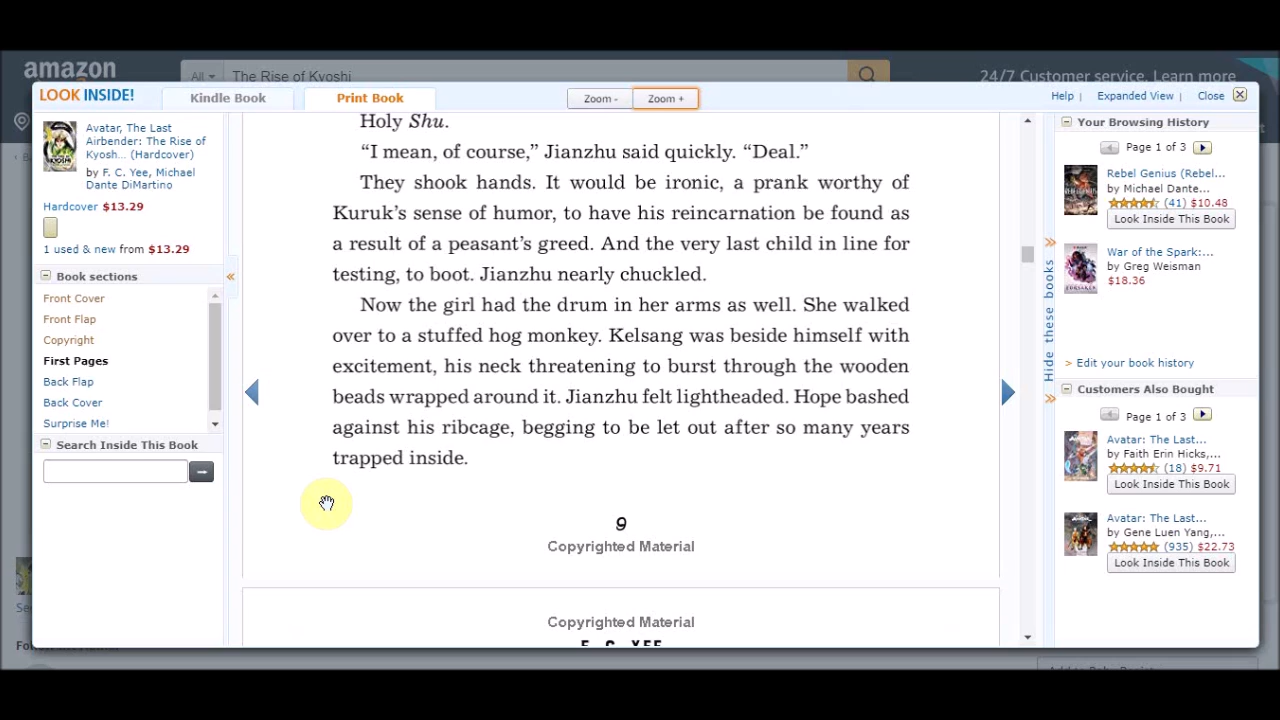 amazon
All
The Rise of Kyoshi
24/7 Customer service. Learn more
LOOK INSIDE!
Kindle Book
Print Book
Zoom -
Zoom +
Help |
Expanded View |
Close
Avatar, The Last
Airbender: The Rise of
Kyosh... (Hardcover)
by F. C. Yee, Michael
Dante DiMartino
Hardcover $13.29
1 used & new from $13.29
Book sections
Front Cover
Front Flap
Copyright
First Pages
Back Flap
Back Cover
Surprise Me!
Search Inside This Book
Holy Shu.
“I mean, of course,” Jianzhu said quickly. “Deal.”
They shook hands. It would be ironic, a prank worthy of
Kuruk’s sense of humor, to have his reincarnation be found as
a result of a peasant’s greed. And the very last child in line for
testing, to boot. Jianzhu nearly chuckled.
Now the girl had the drum in her arms as well. She walked
over to a stuffed hog monkey. Kelsang was beside himself with
excitement, his neck threatening to burst through the wooden
beads wrapped around it. Jianzhu felt lightheaded. Hope bashed
against his ribcage, begging to be let out after so many years
trapped inside.
9
Copyrighted Material
Copyrighted Material
F. C. YEE
Hide these books
Your Browsing History
Page 1 of 3
Rebel Genius (Rebel...
by Michael Dante...
(41) $10.48
Look Inside This Book
War of the Spark:...
by Greg Weisman
$18.36
> Edit your book history
Customers Also Bought
Page 1 of 3
Avatar: The Last...
by Faith Erin Hicks,...
(18) $9.71
Look Inside This Book
Avatar: The Last...
by Gene Luen Yang,...
(935) $22.73
Look Inside This Book